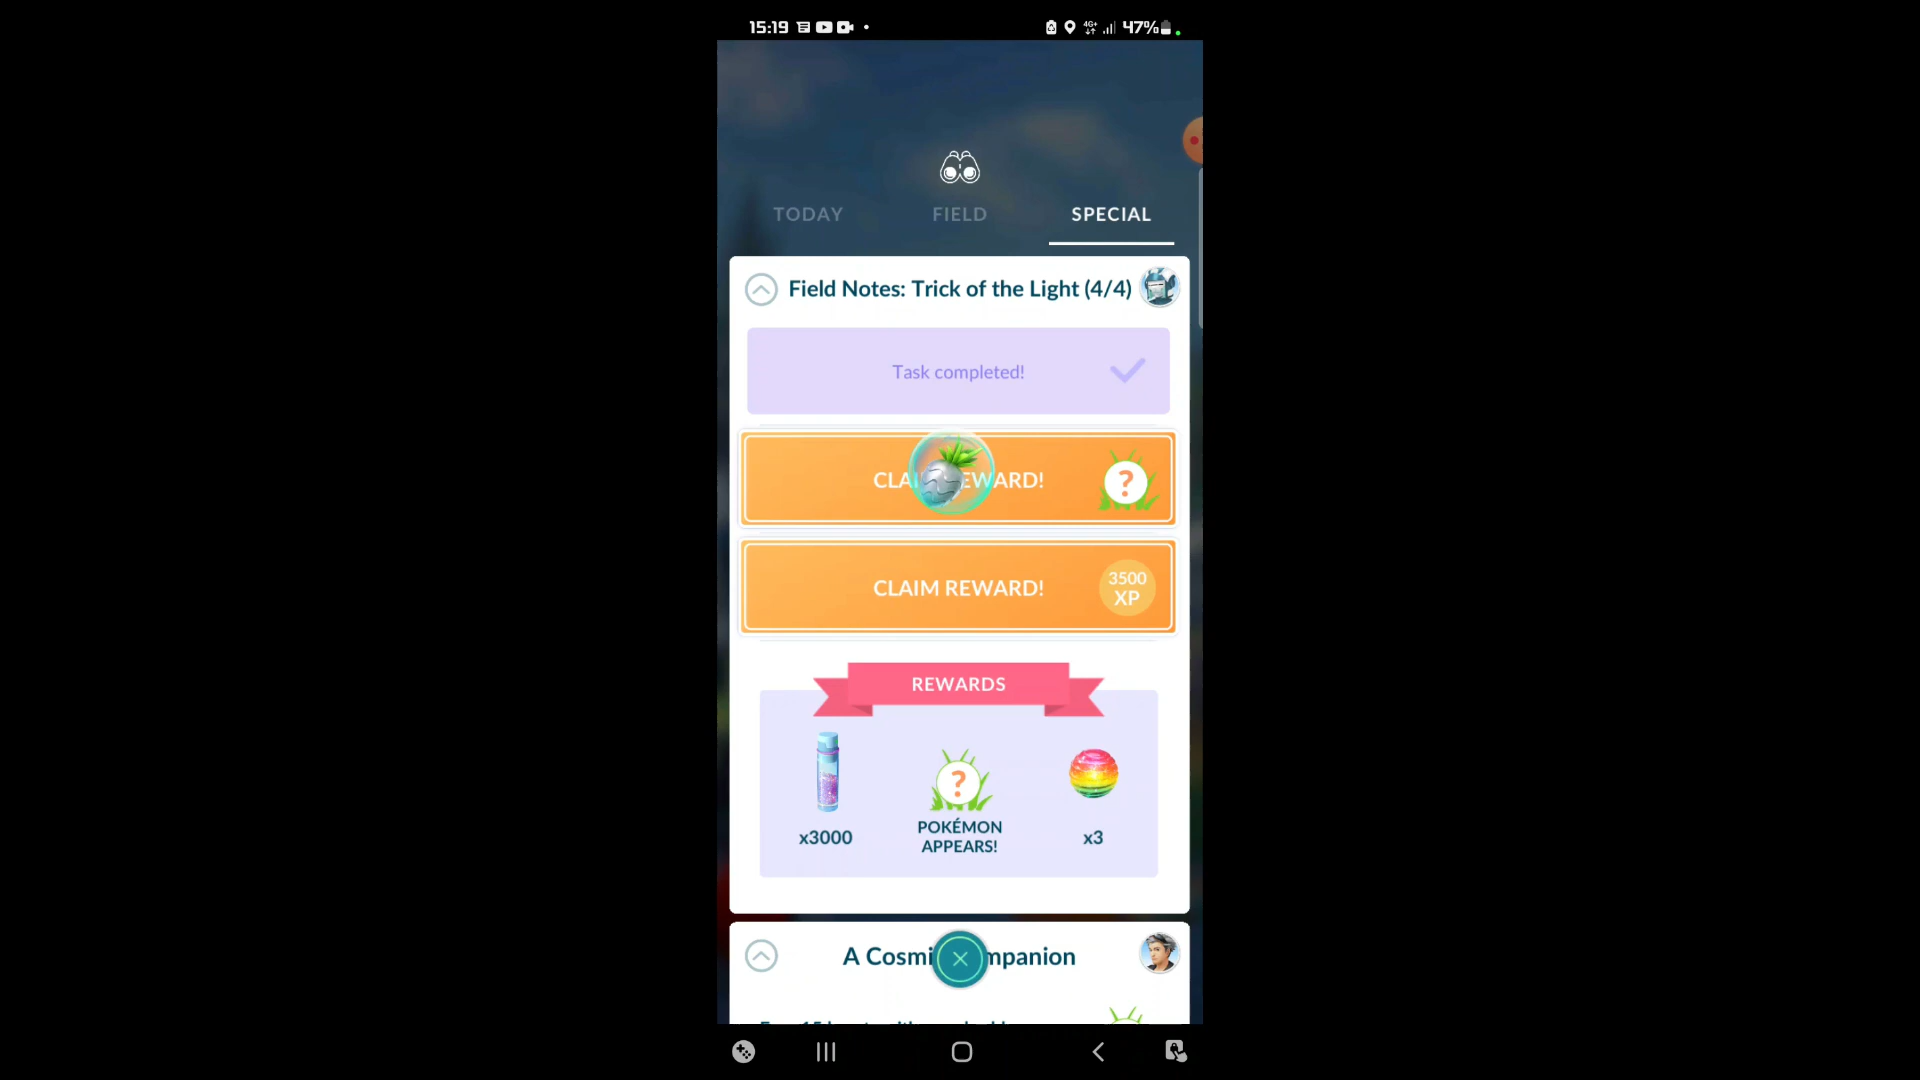 15:19
4G+ 47%
TODAY FIELD SPECIAL
Field Notes: Trick of the Light (4/4)
Task completed!
CLA EWARD! ?
CLAIM REWARD! 3500 XP
REWARDS
?
x3000 POKÉMON APPEARS! x3
A Cosmi mpanion